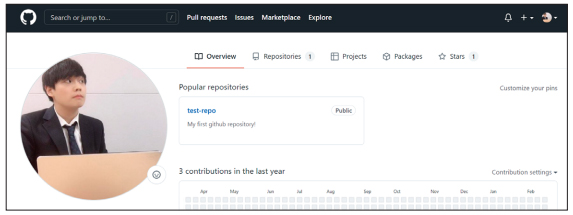 Search or jump to... / Pull requests Issues Marketplace Explore
Overview Repositories 1 Projects Packages Stars 1
Popular repositories Customize your pins
test-repo Public
My first github repository!
3 contributions in the last year Contribution settings
Apr May Jun Jul Aug Sep Oct Nov Dec Jan Feb